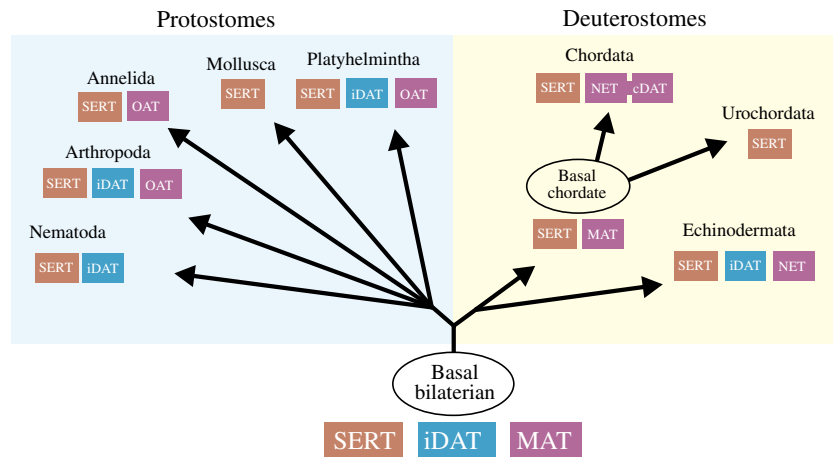 Protostomes
Deuterostomes
Annelida
SERT OAT
Mollusca
SERT
Platyhelmintha
SERT iDAT OAT
Chordata
SERT NET cDAT
Urochordata
SERT
Arthropoda
SERT iDAT OAT
Basal
chordate
SERT MAT
Nematoda
SERT iDAT
Echinodermata
SERT iDAT NET
Basal
bilaterian
SERT iDAT MAT